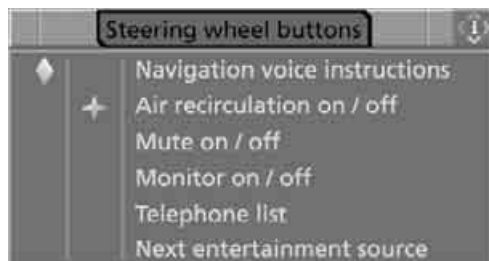 Steering wheel buttons
Navigation voice instructions
Air recirculation on / off
Mute on / off
Monitor on / off
Telephone list
Next entertainment source